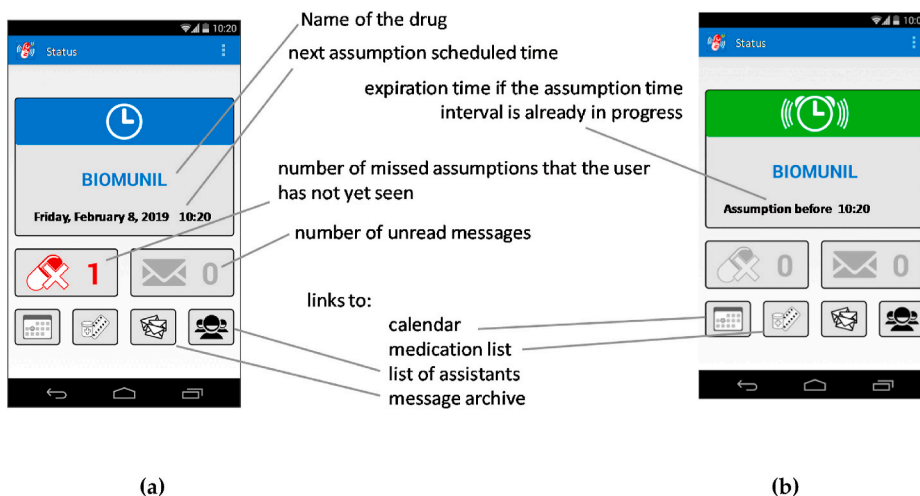 10:20
Status
BIOMUNIL
Friday, February 8, 2019 10:20
1
0
Name of the drug
next assumption scheduled time
expiration time if the assumption time
interval is already in progress
number of missed assumptions that the user
has not yet seen
number of unread messages
links to:
calendar
medication list
list of assistants
message archive
Status
BIOMUNIL
Assumption before 10:20
0
0
(a)
(b)